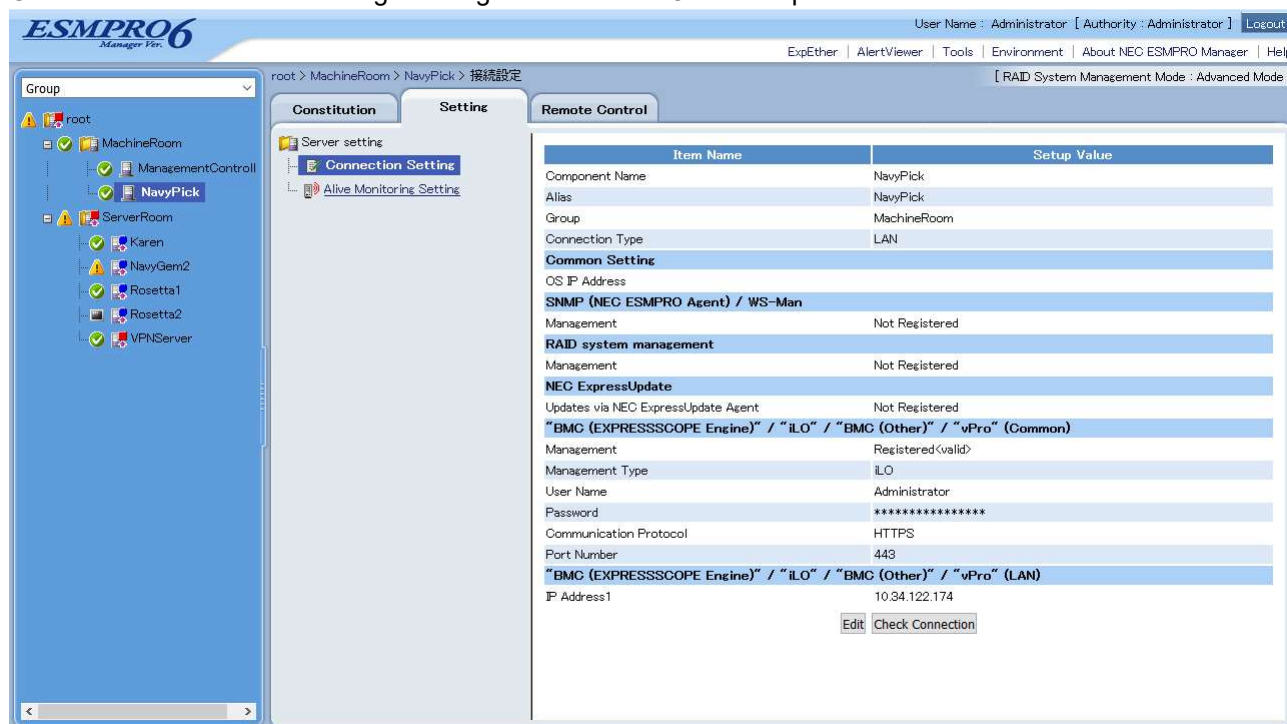 ESMPRO6
Manager Ver.
User Name : Administrator [ Authority : Administrator ] Logout
ExpEther | AlertViewer | Tools | Environment | About NEC ESMPRO Manager | Hel
Group
root
MachineRoom
ManagementControll
NavyPick
ServerRoom
Karen
NavyGem2
Rosetta1
Rosetta2
VPNServer
root > MachineRoom > NavyPick > 接続設定
[ RAID System Management Mode : Advanced Mode
Constitution Setting Remote Control
Server setting
Connection Setting
Alive Monitoring Setting
Item Name Setup Value
Component Name NavyPick
Alias NavyPick
Group MachineRoom
Connection Type LAN
Common Setting
OS IP Address
SNMP (NEC ESMPRO Agent) / WS-Man
Management Not Registered
RAID system management
Management Not Registered
NEC ExpressUpdate
Updates via NEC ExpressUpdate Agent Not Registered
"BMC (EXPRESSSCOPE Engine)" / "iLO" / "BMC (Other)" / "vPro" (Common)
Management Registered<valid>
Management Type iLO
User Name Administrator
Password ****************
Communication Protocol HTTPS
Port Number 443
"BMC (EXPRESSSCOPE Engine)" / "iLO" / "BMC (Other)" / "vPro" (LAN)
IP Address1 10.34.122.174
Edit Check Connection